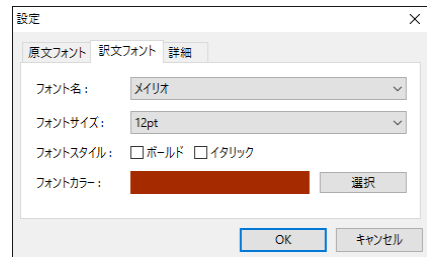 設定
原文フォント 訳文フォント 詳細
フォント名： メイリオ
フォントサイズ： 12pt
フォントスタイル： ボールド イタリック
フォントカラー： 選択
OK キャンセル